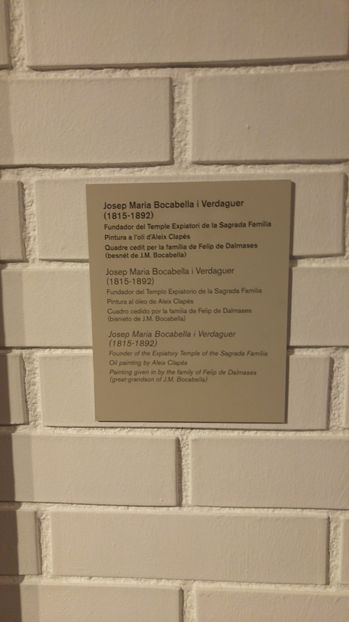 Josep Maria Bocabella i Verdaguer
(1815-1892)
Fundador del Temple Expiatori de la Sagrada Família
Pintura a l'oli d'Aleix Clapés
Quadre cedit per la família de Felip de Dalmases
(besnét de J.M. Bocabella)
Josep Maria Bocabella i Verdaguer
(1815-1892)
Fundador del Templo Expiatorio de la Sagrada Familia
Pintura al óleo de Aleix Clapés
Cuadro cedido por la familia de Felip de Dalmases
(bisnieto de J.M. Bocabella)
Josep Maria Bocabella i Verdaguer
(1815-1892)
Founder of the Expiatory Temple of the Sagrada Família
Oil painting by Aleix Clapés
Painting given in by the family of Felip de Dalmases
(great-grandson of J.M. Bocabella)